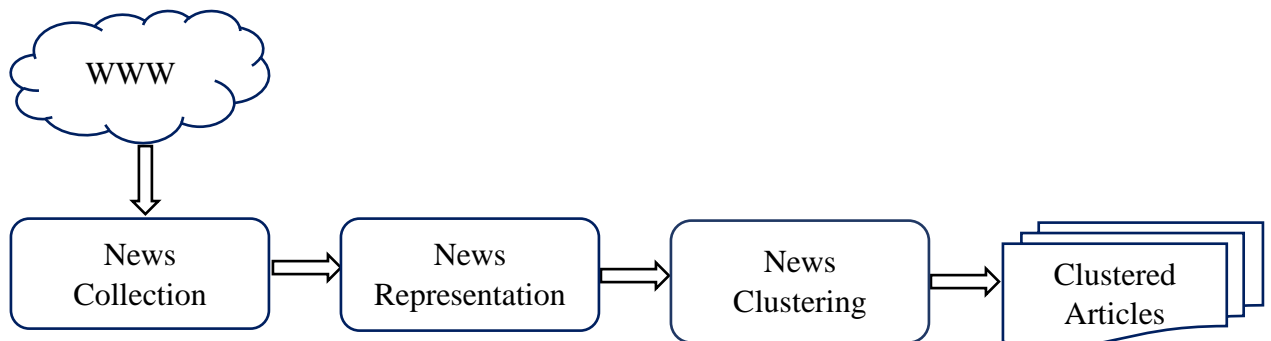 WWW
News
Collection
News
Representation
News
Clustering
Clustered
Articles